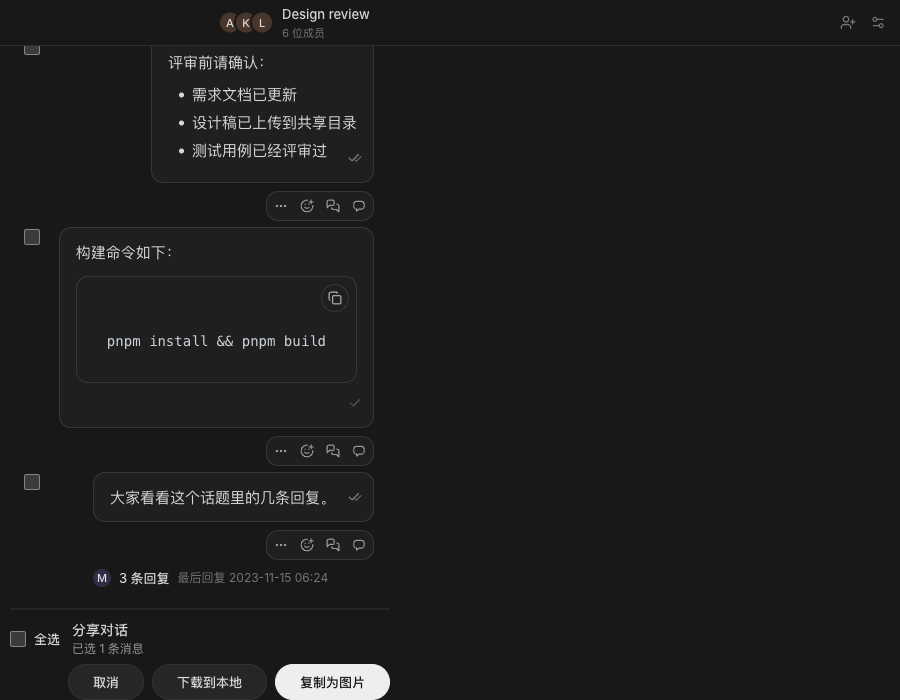 A K L
Design review
6 位成员
评审前请确认：
• 需求文档已更新
• 设计稿已上传到共享目录
• 测试用例已经评审过
构建命令如下：
pnpm install && pnpm build
大家看看这个话题里的几条回复。
M 3 条回复 最后回复 2023-11-15 06:24
全选
分享对话
已选 1 条消息
取消 下载到本地 复制为图片